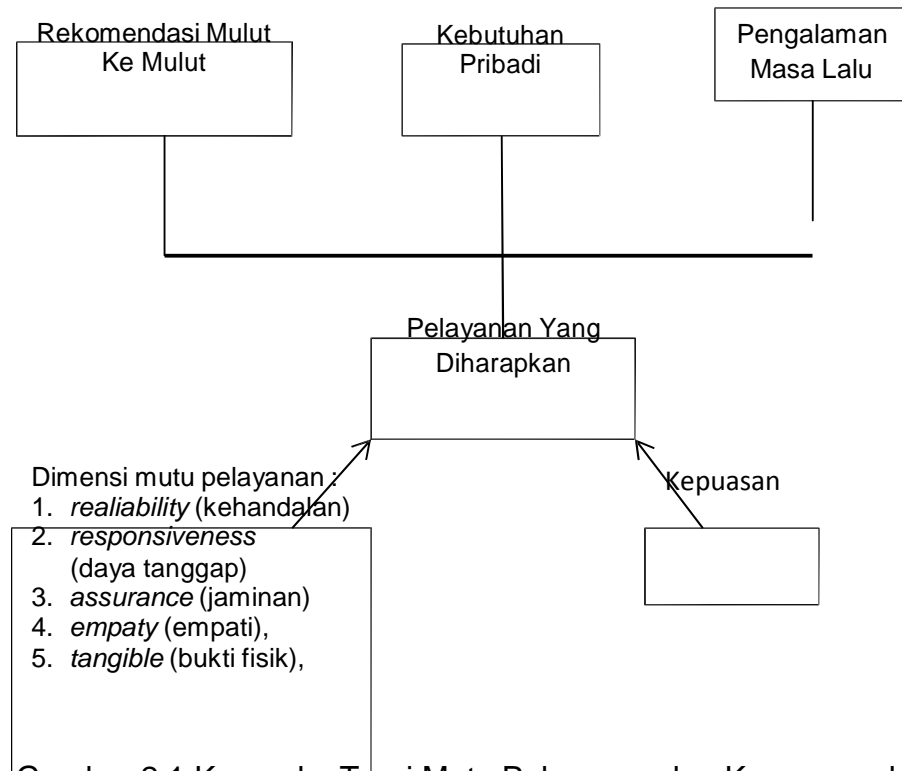 Rekomendasi Mulut
Ke Mulut
Kebutuhan
Pribadi
Pengalaman
Masa Lalu
Pelayanan Yang
Diharapkan
Dimensi mutu pelayanan :
1. realiability (kehandalan)
2. responsiveness
(daya tanggap)
3. assurance (jaminan)
4. empaty (empati),
5. tangible (bukti fisik),
Kepuasan